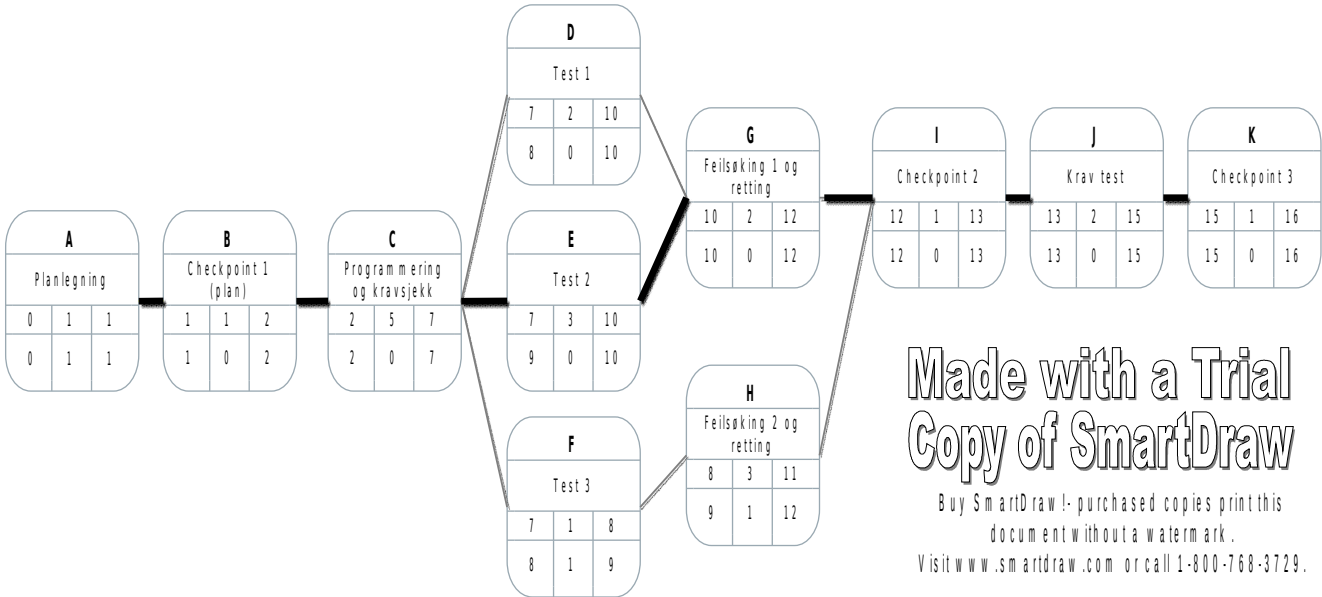 A
Planlegning
0 1 1
0 1 1
B
Checkpoint 1
(plan)
1 1 2
1 0 2
C
Programmering
og kravsjekk
2 5 7
2 0 7
D
Test 1
7 2 10
8 0 10
E
Test 2
7 3 10
9 0 10
F
Test 3
7 1 8
8 1 9
G
Feilsøking 1 og
retting
10 2 12
10 0 12
H
Feilsøking 2 og
retting
8 3 11
9 1 12
I
Checkpoint 2
12 1 13
12 0 13
J
Krav test
13 2 15
13 0 15
K
Checkpoint 3
15 1 16
15 0 16
Made with a Trial
Copy of SmartDraw
Buy SmartDraw!- purchased copies print this
document without a watermark.
Visit www.smartdraw.com or call 1-800-768-3729.